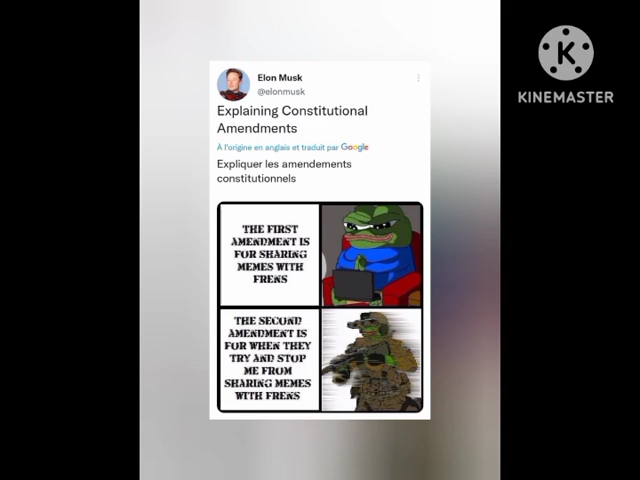 KINEMASTER
Elon Musk
@elonmusk
Explaining Constitutional
Amendments
À l'origine en anglais et traduit par Google
Expliquer les amendements
constitutionnels
THE FIRST
AMENDMENT IS
FOR SHARING
MEMES WITH
FRENS
THE SECOND
AMENDMENT IS
FOR WHEN THEY
TRY AND STOP
ME FROM
SHARING MEMES
WITH FRENS